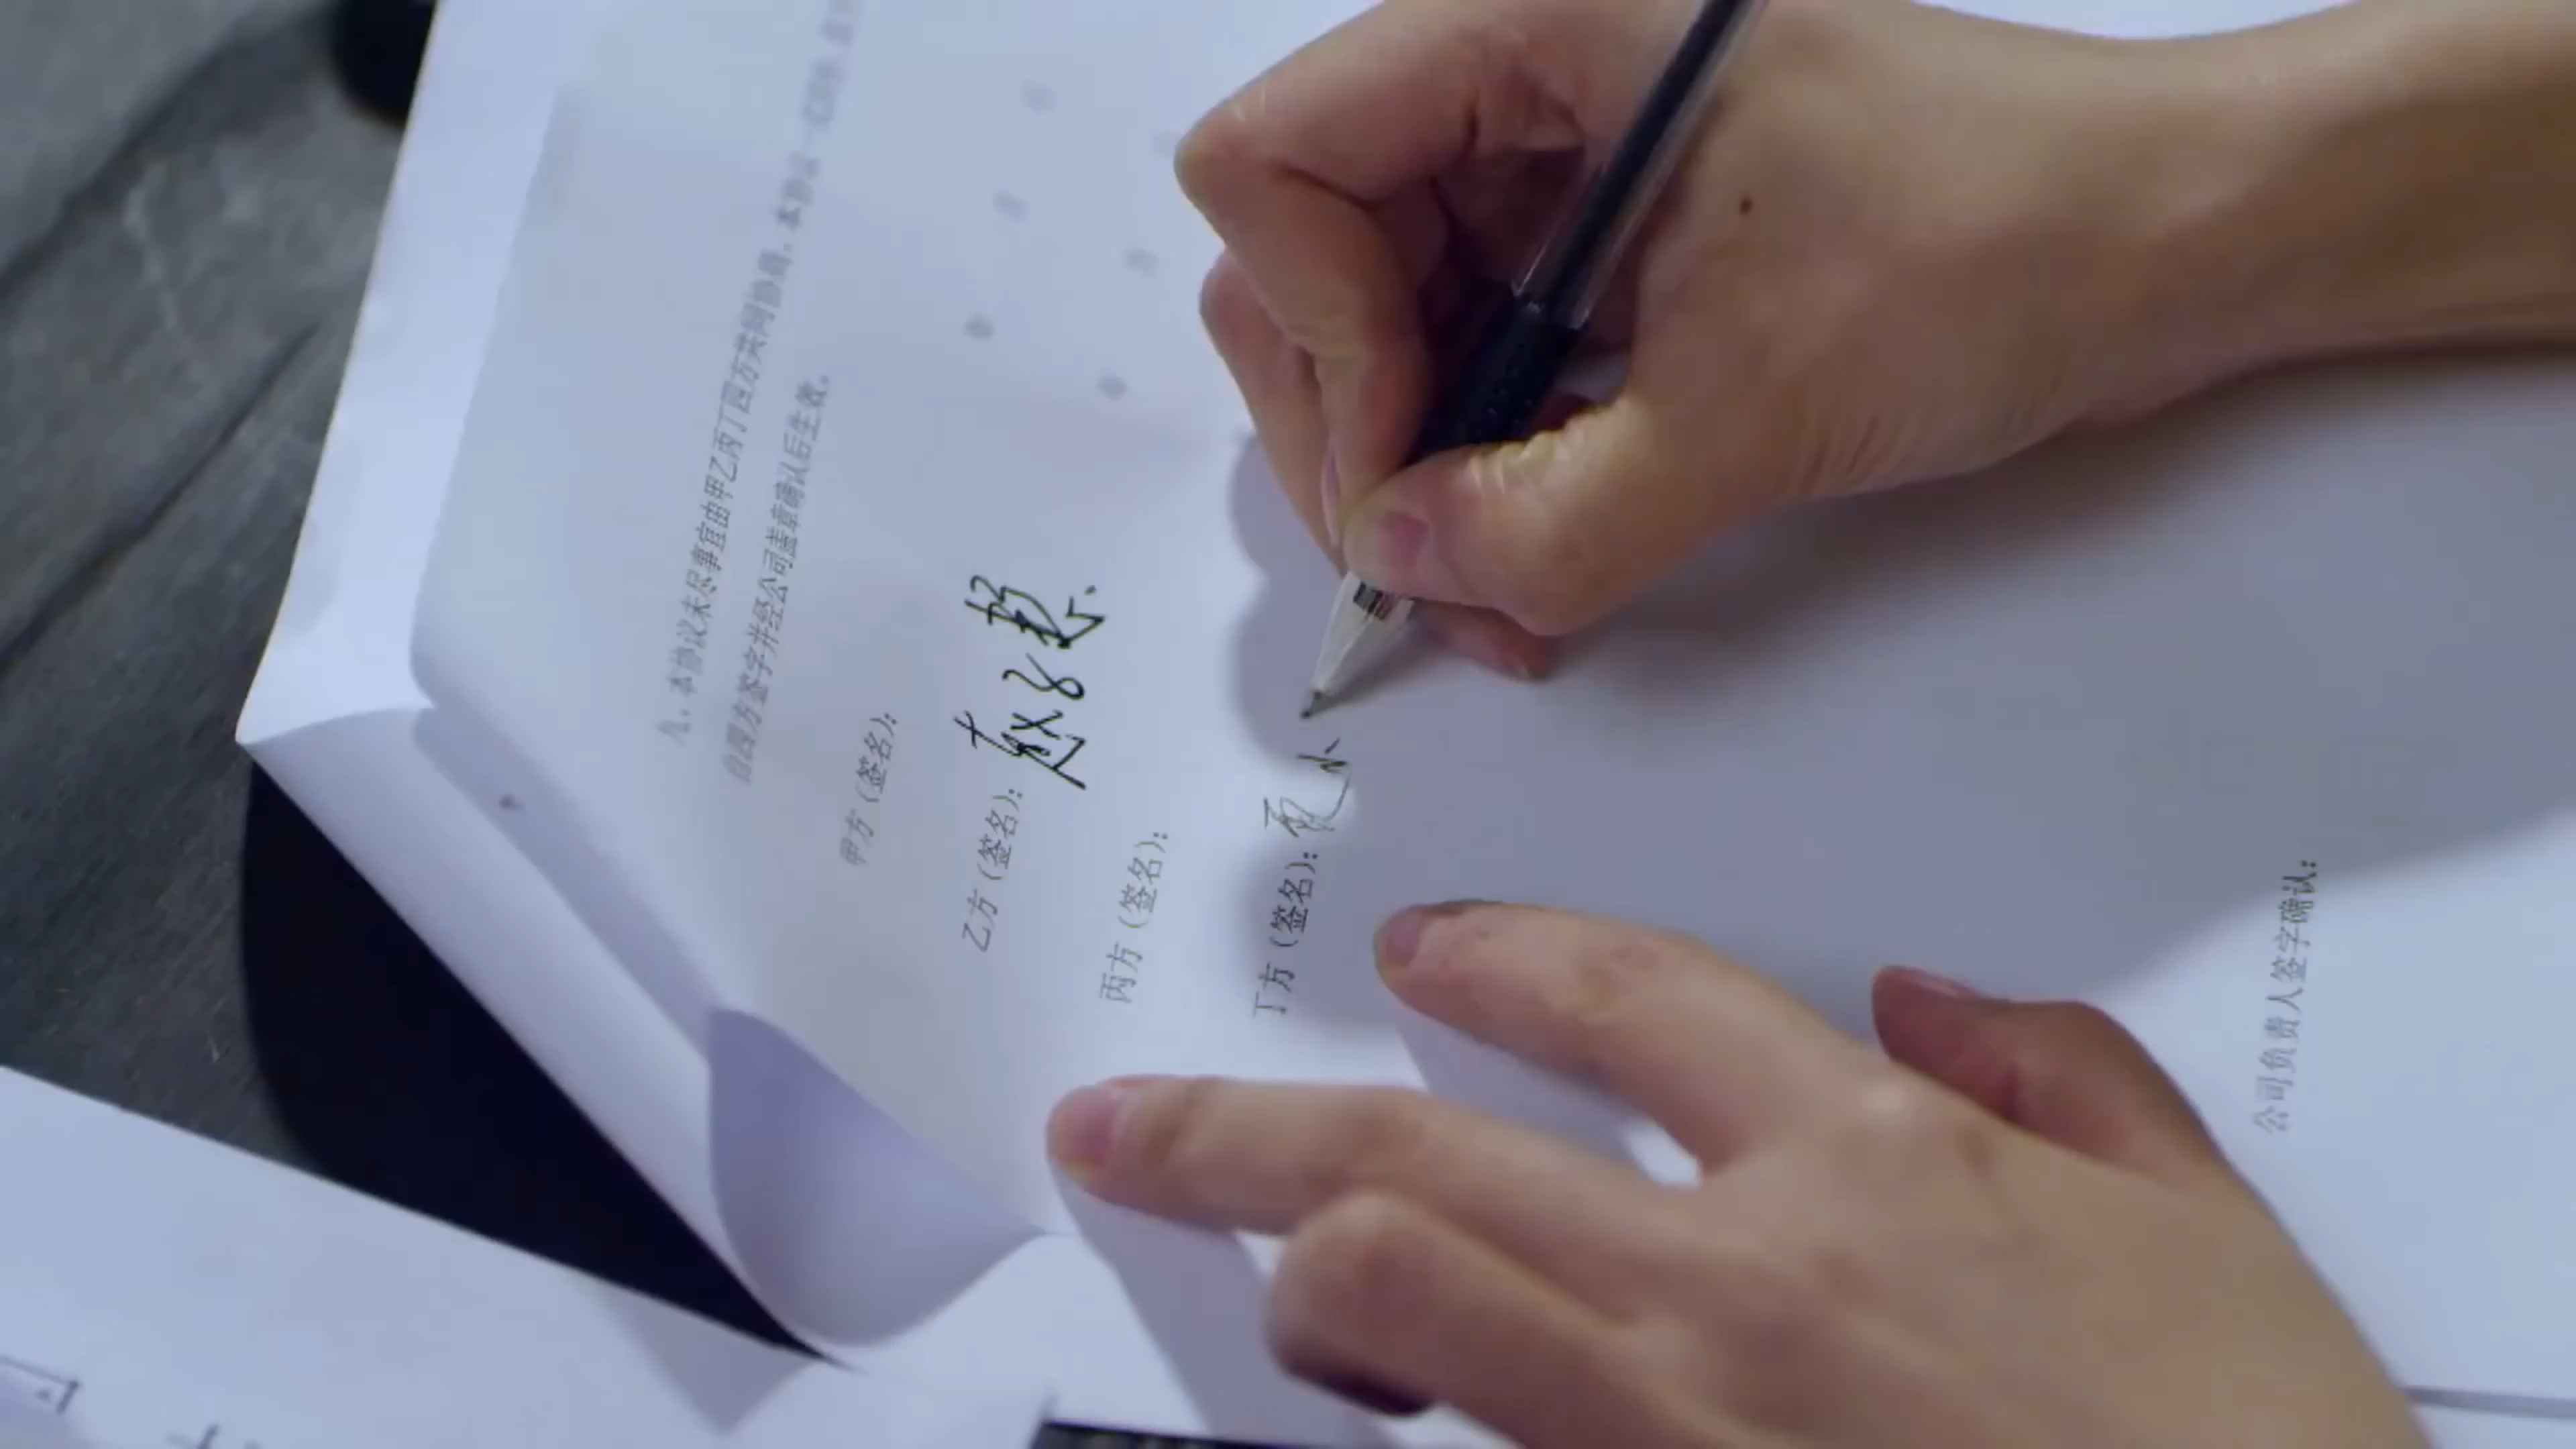 八、本协议未尽事宜由甲乙丙丁四方共同协商。本协议一
自四方签字并经公司盖章确认后生效。
甲方（签名）：
乙方（签名）：赵
丙方（签名）：
丁方（签名）：夏小
公司负责人签字确认：